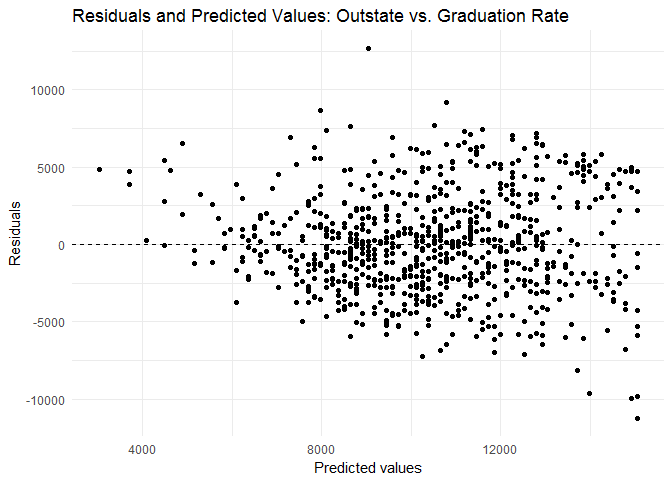 Residuals and Predicted Values: Outstate vs. Graduation Rate
10000
5000
0
-5000
-10000
Residuals
4000 8000 12000
Predicted values